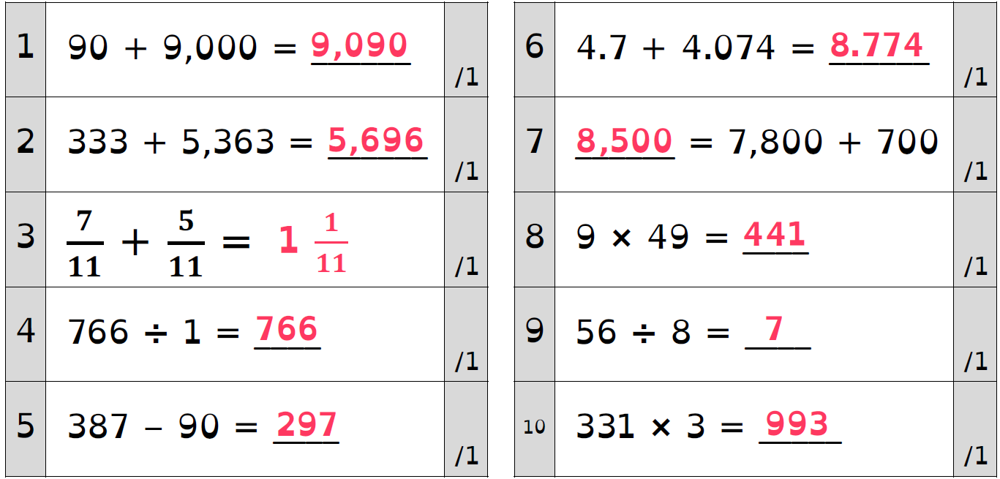 1 90 + 9,000 = 9,090 /1
2 333 + 5,363 = 5,696 /1
3 7/11 + 5/11 = 1 1/11 /1
4 766 ÷ 1 = 766 /1
5 387 – 90 = 297 /1
6 4.7 + 4.074 = 8.774 /1
7 8,500 = 7,800 + 700 /1
8 9 × 49 = 441 /1
9 56 ÷ 8 = 7 /1
10 331 × 3 = 993 /1